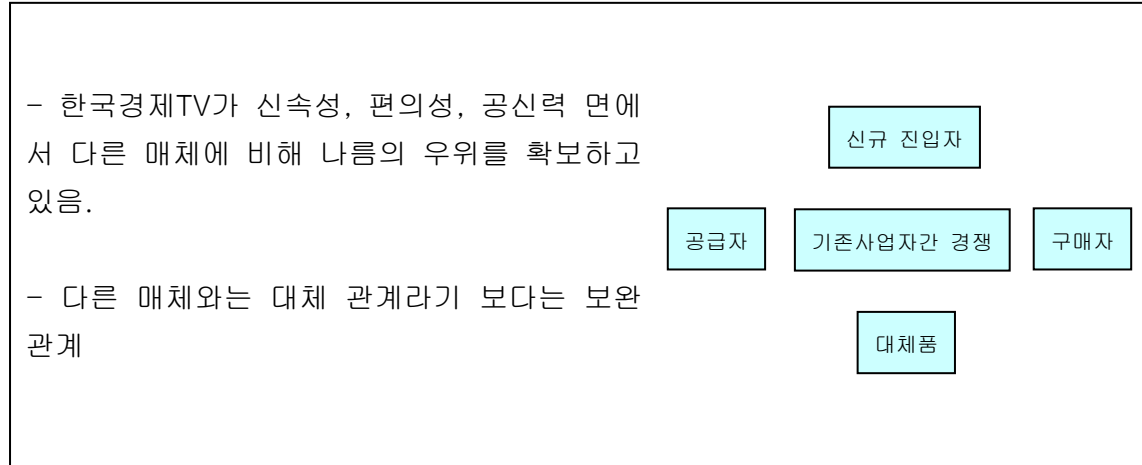 - 한국경제TV가 신속성, 편의성, 공신력 면에
서 다른 매체에 비해 나름의 우위를 확보하고
있음.
- 다른 매체와는 대체 관계라기 보다는 보완
관계
신규 진입자
공급자
기존사업자간 경쟁
구매자
대체품